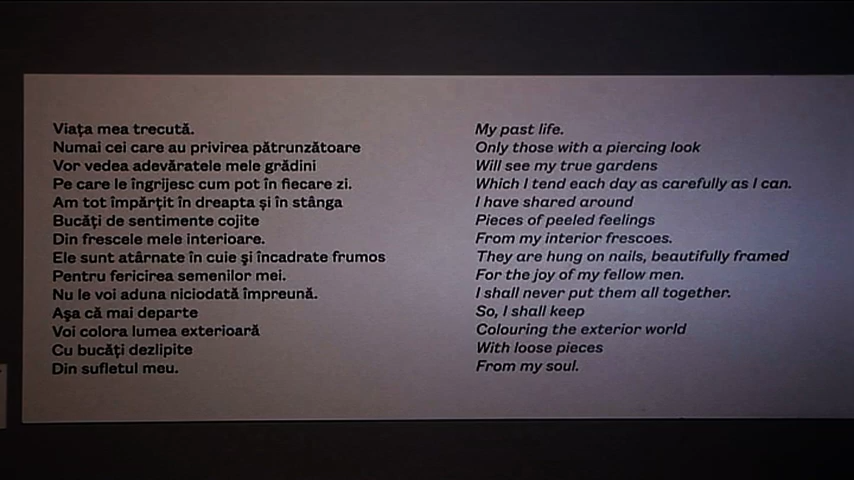 Viața mea trecută.
Numai cei care au privirea pătrunzătoare
Vor vedea adevăratele mele grădini
Pe care le îngrijesc cum pot în fiecare zi.
Am tot împărțit în dreapta și în stânga
Bucăți de sentimente cojite
Din frescele mele interioare.
Ele sunt atârnate în cuie şi încadrate frumos
Pentru fericirea semenilor mei.
Nu le voi aduna niciodată împreună.
Aşa că mai departe
Voi colora lumea exterioară
Cu bucăți dezlipite
Din sufletul meu.
My past life.
Only those with a piercing look
Will see my true gardens
Which I tend each day as carefully as I can.
I have shared around
Pieces of peeled feelings
From my interior frescoes.
They are hung on nails, beautifully framed
For the joy of my fellow men.
I shall never put them all together.
So, I shall keep
Colouring the exterior world
With loose pieces
From my soul.